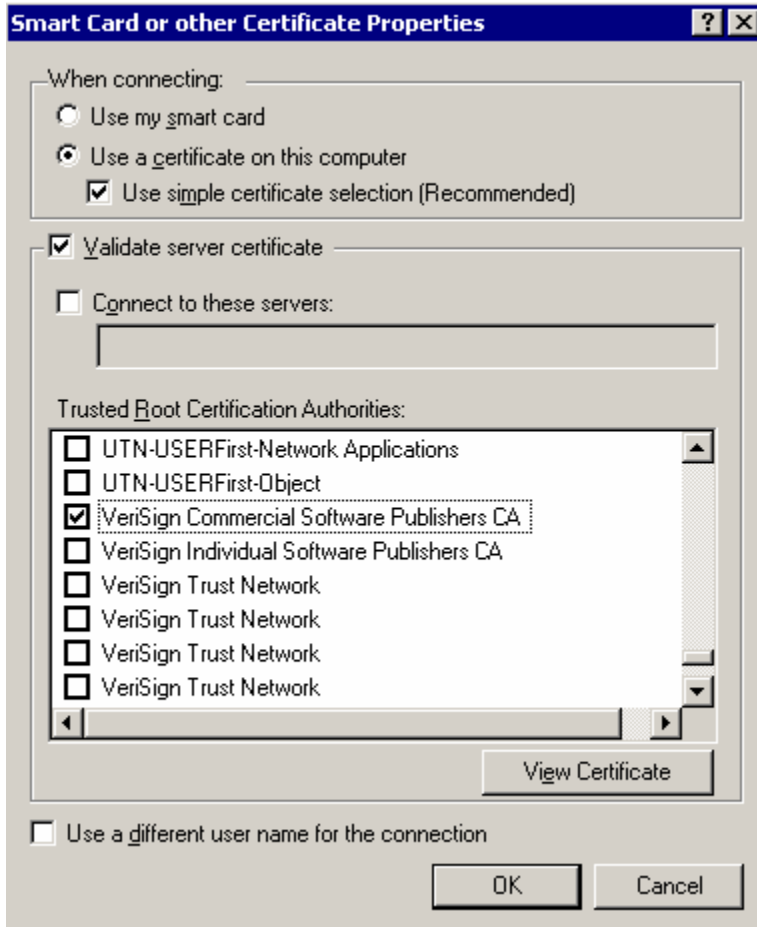 Smart Card or other Certificate Properties
When connecting:
Use my smart card
Use a certificate on this computer
Use simple certificate selection (Recommended)
Validate server certificate
Connect to these servers:
Trusted Root Certification Authorities:
UTN-USERFirst-Network Applications
UTN-USERFirst-Object
VeriSign Commercial Software Publishers CA
VeriSign Individual Software Publishers CA
VeriSign Trust Network
VeriSign Trust Network
VeriSign Trust Network
VeriSign Trust Network
View Certificate
Use a different user name for the connection
OK Cancel